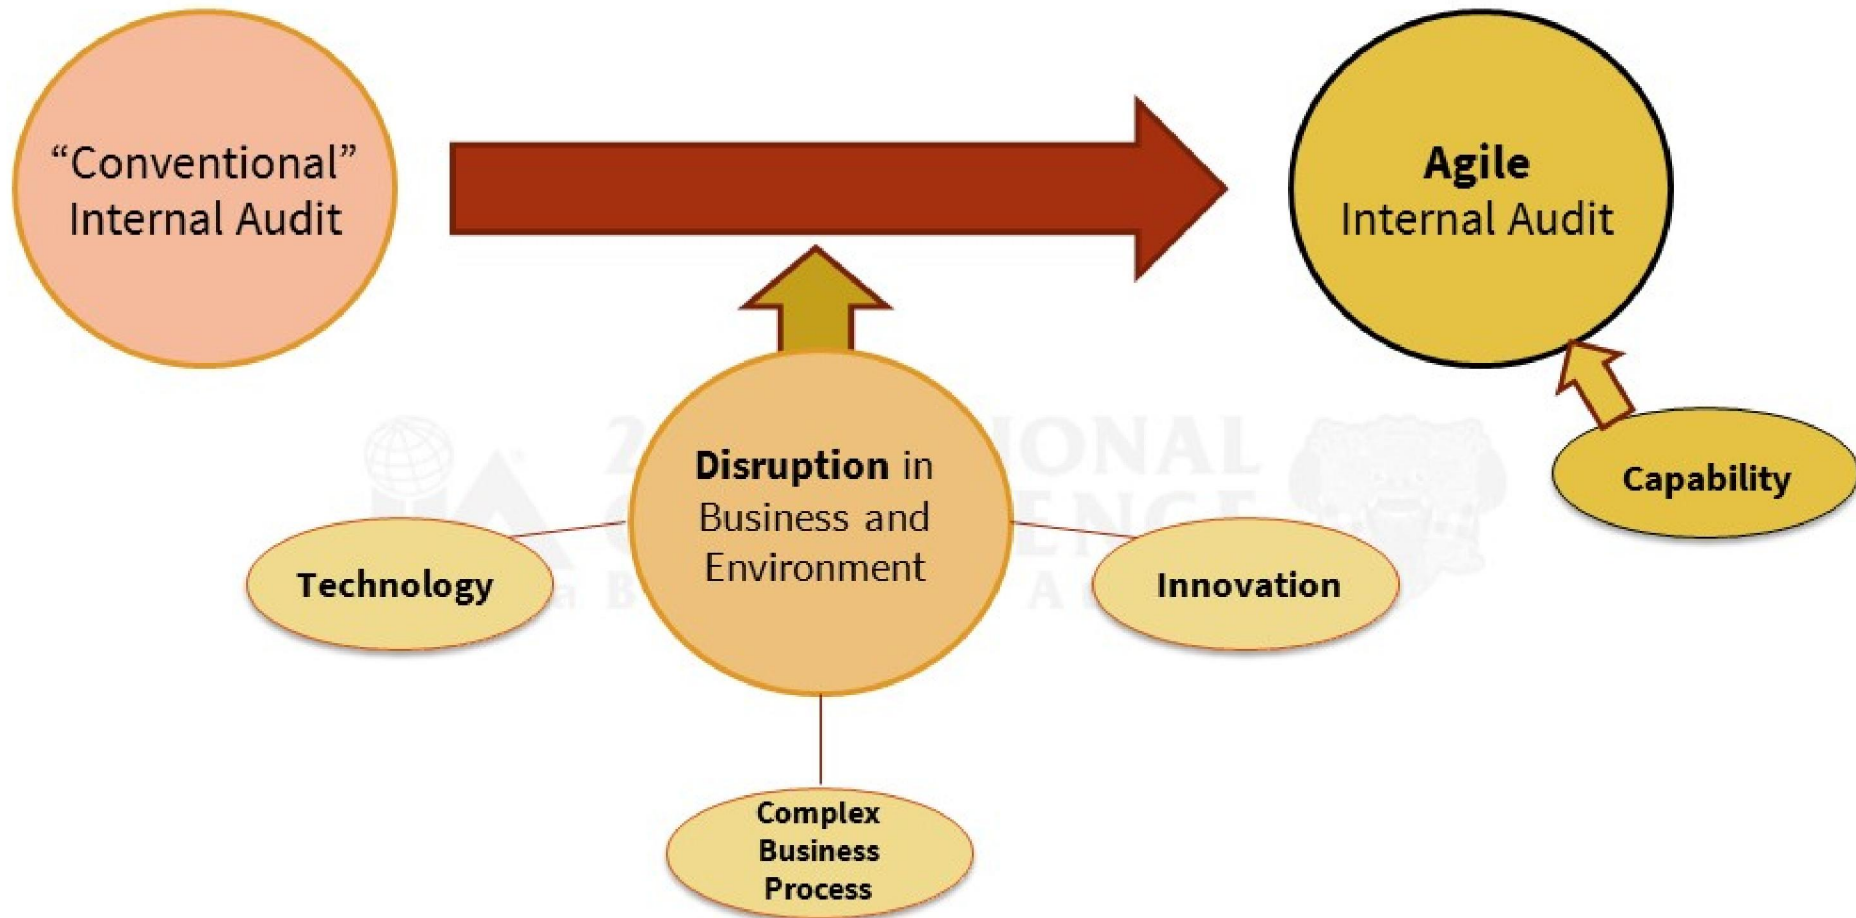 “Conventional”
Internal Audit
Agile
Internal Audit
Disruption in
Business and
Environment
Capability
Technology
Innovation
Complex
Business
Process